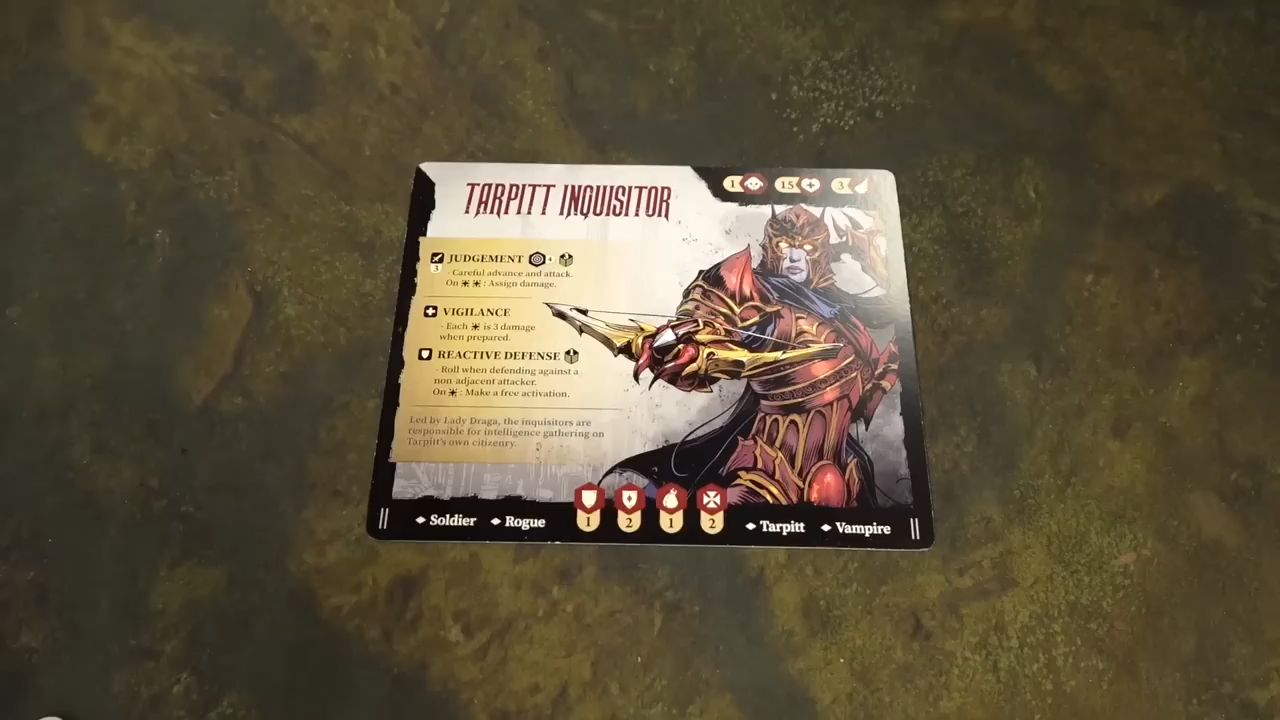 TARPITT INQUISITOR
1 15 3
JUDGEMENT 4
3
- Careful advance and attack.
On : Assign damage.
VIGILANCE
- Each is 3 damage
when prepared.
REACTIVE DEFENSE
- Roll when defending against a
non-adjacent attacker.
On : Make a free activation.
Led by Lady Draga, the inquisitors are
responsible for intelligence gathering on
Tarpitt's own citizenry.
Soldier Rogue 1 2 1 2 Tarpitt Vampire